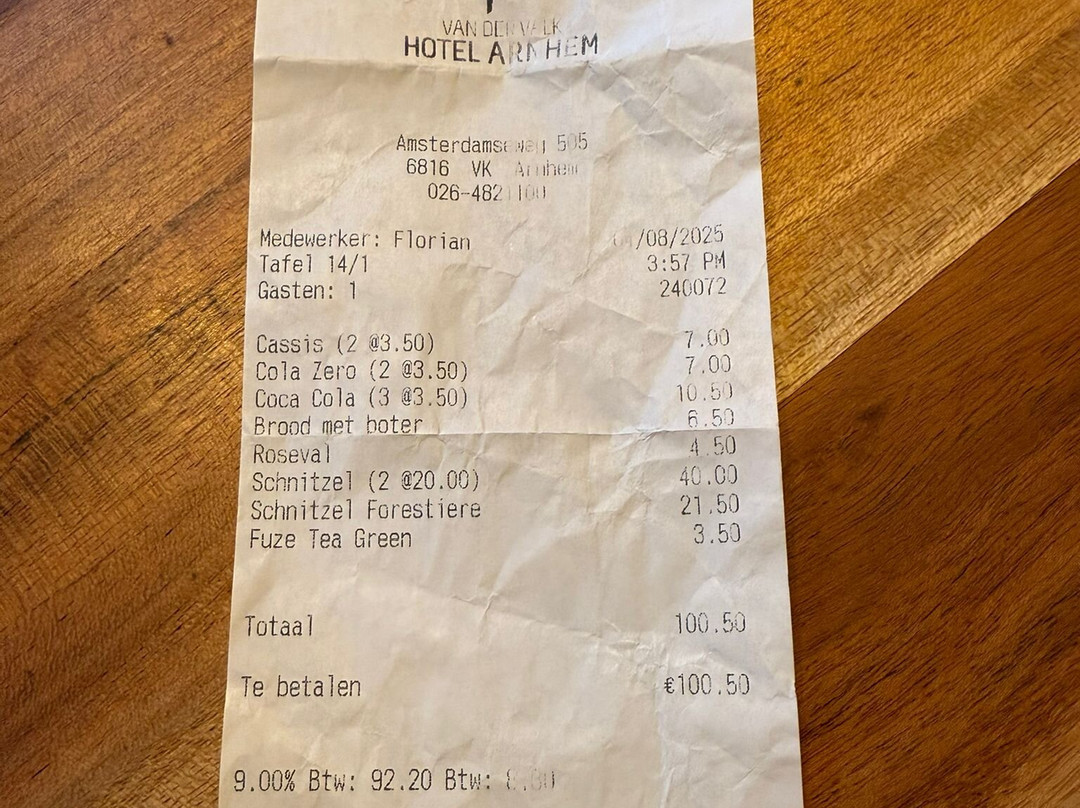 VAN DER VALK
HOTEL ARNHEM
Amsterdamseweg 505
6816 VK Arnhem
026-4821100
Medewerker: Florian /08/2025
Tafel 14/1 3:57 PM
Gasten: 1 240072
Cassis (2 @3.50) 7.00
Cola Zero (2 @3.50) 7.00
Coca Cola (3 @3.50) 10.50
Brood met boter 6.50
Roseval 4.50
Schnitzel (2 @20.00) 40.00
Schnitzel Forestiere 21.50
Fuze Tea Green 3.50
Totaal 100.50
Te betalen €100.50
9.00% Btw: 92.20 Btw: